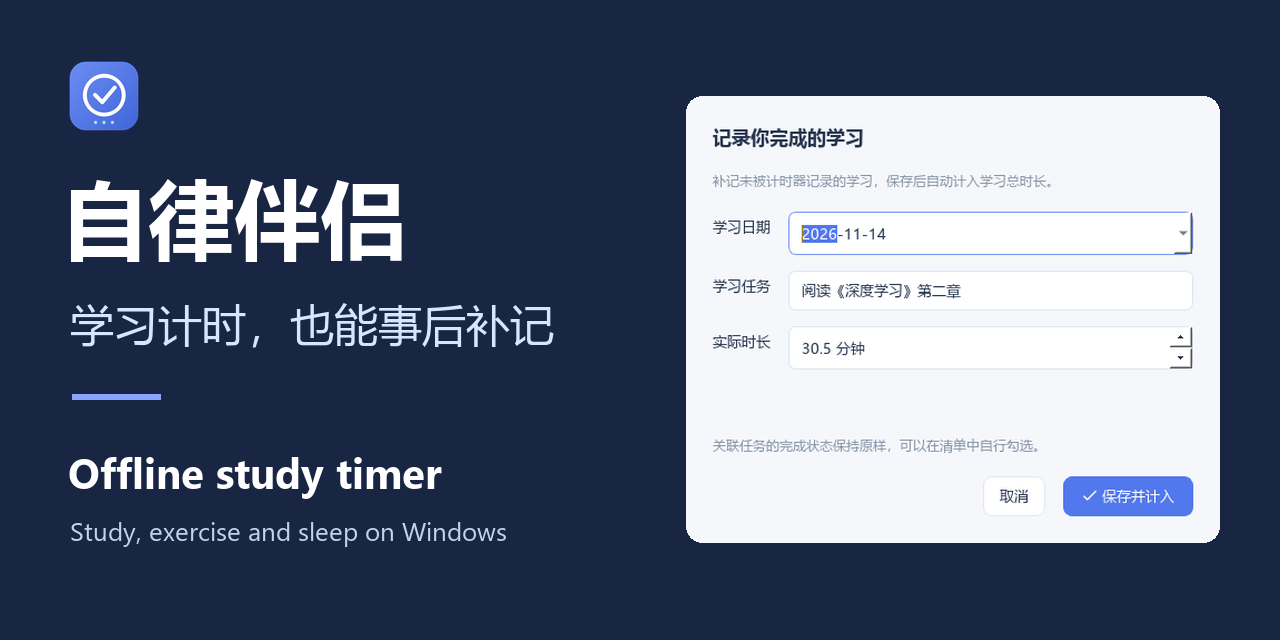 自律伴侣
学习计时，也能事后补记
Offline study timer
Study, exercise and sleep on Windows
记录你完成的学习
补记未被计时器记录的学习，保存后自动计入学习总时长。
学习日期
2026-11-14
学习任务
阅读《深度学习》第二章
实际时长
30.5 分钟
关联任务的完成状态保持原样，可以在清单中自行勾选。
取消
保存并计入